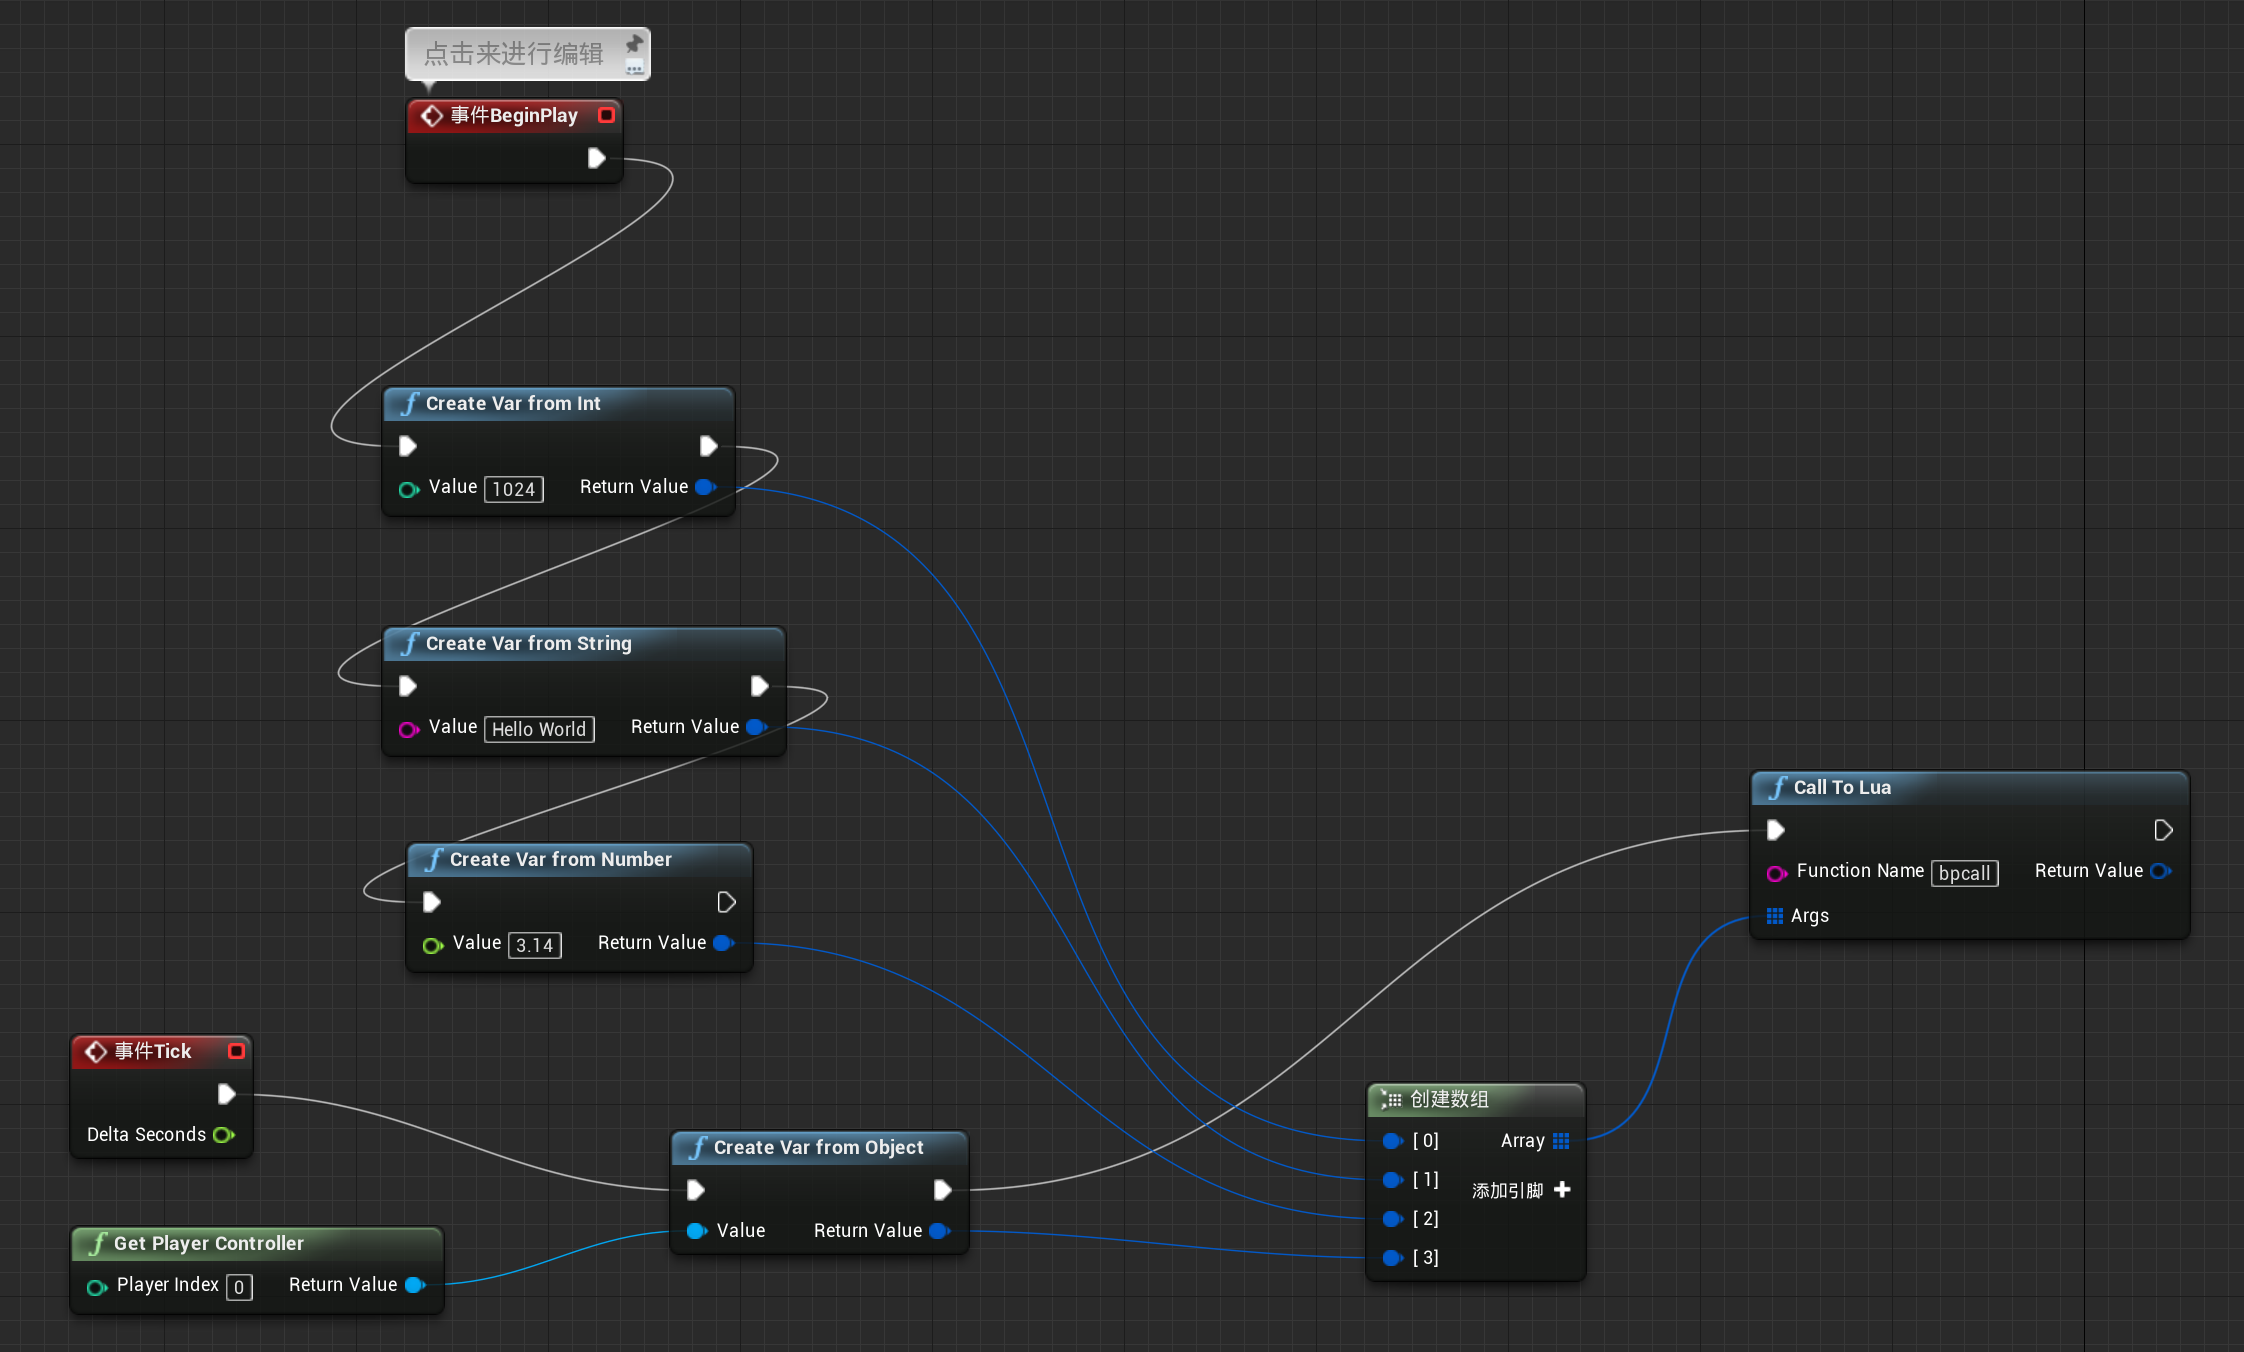 点击来进行编辑
事件BeginPlay
Create Var from Int
Value 1024 Return Value
Create Var from String
Value Hello World Return Value
Create Var from Number
Value 3.14 Return Value
事件Tick
Delta Seconds
Get Player Controller
Player Index 0 Return Value
Create Var from Object
Value Return Value
创建数组
[ 0] Array
[ 1] 添加引脚
[ 2]
[ 3]
Call To Lua
Function Name bpcall Return Value
Args